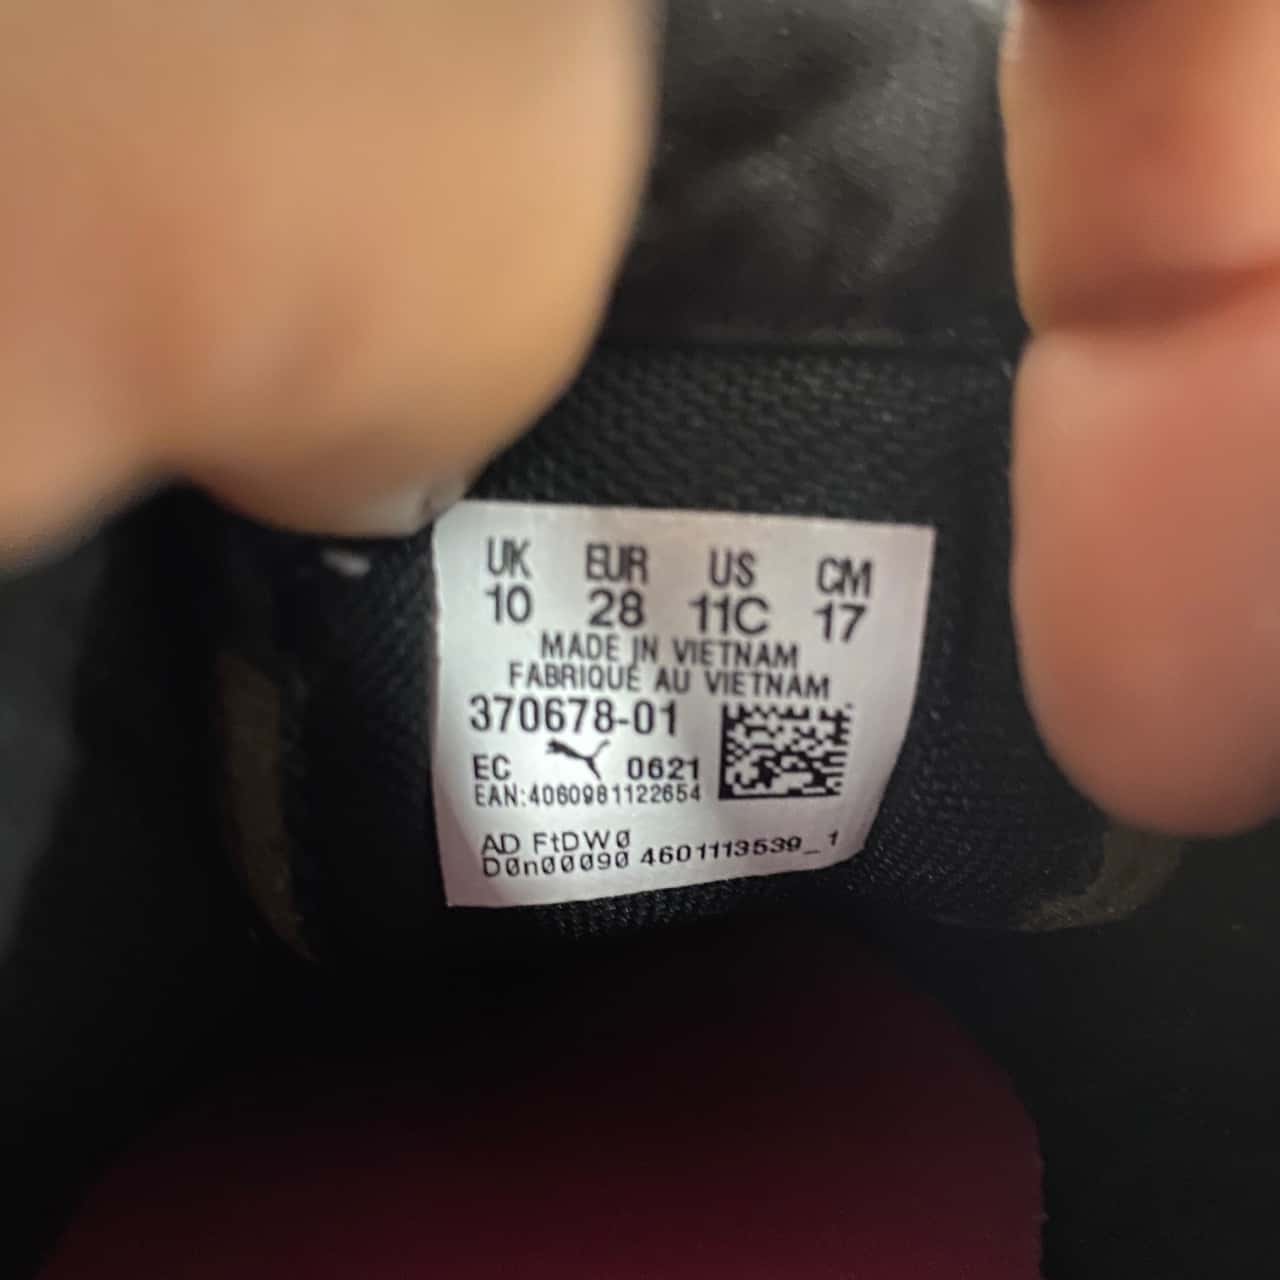 UK EUR US CM
10 28 11C 17
MADE IN VIETNAM
FABRIQUÉ AU VIETNAM
370678-01
EC 0621
EAN:4060981122654
AD FtDW0
D0n00090 4601113539_1